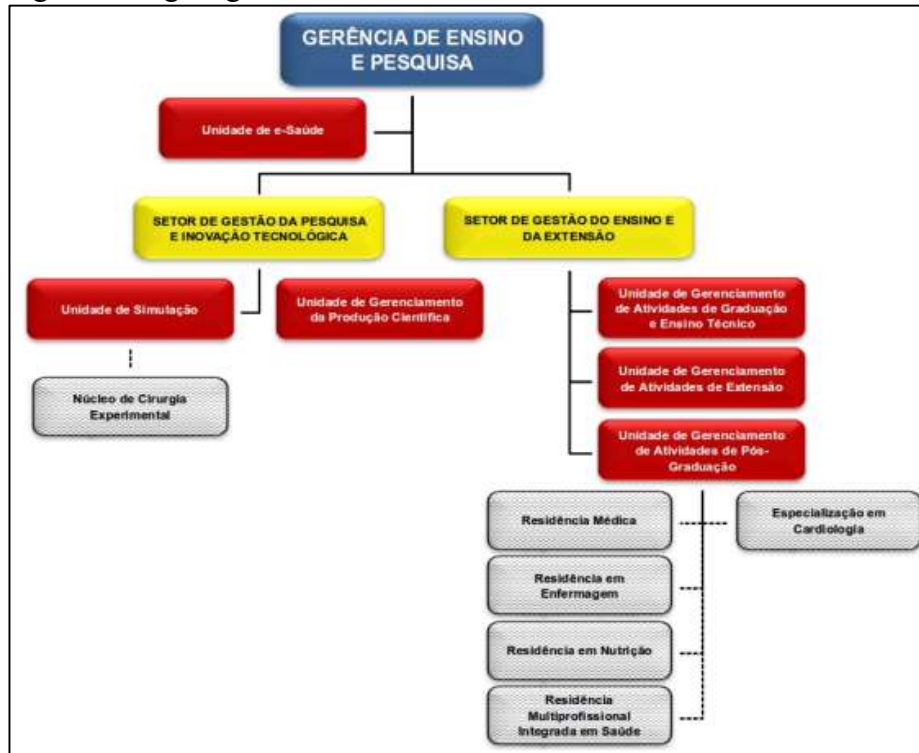 GERÊNCIA DE ENSINO
E PESQUISA
Unidade de e-Saúde
SETOR DE GESTÃO DA PESQUISA
E INOVAÇÃO TECNOLÓGICA
SETOR DE GESTÃO DO ENSINO E
DA EXTENSÃO
Unidade de Simulação
Unidade de Gerenciamento
da Produção Científica
Unidade de Gerenciamento
de Atividades de Graduação
e Ensino Técnico
Núcleo de Cirurgia
Experimental
Unidade de Gerenciamento
de Atividades de Extensão
Unidade de Gerenciamento
de Atividades de Pós-
Graduação
Residência Médica
Especialização em
Cardiologia
Residência em
Enfermagem
Residência em Nutrição
Residência
Multiprofissional
Integrada em Saúde